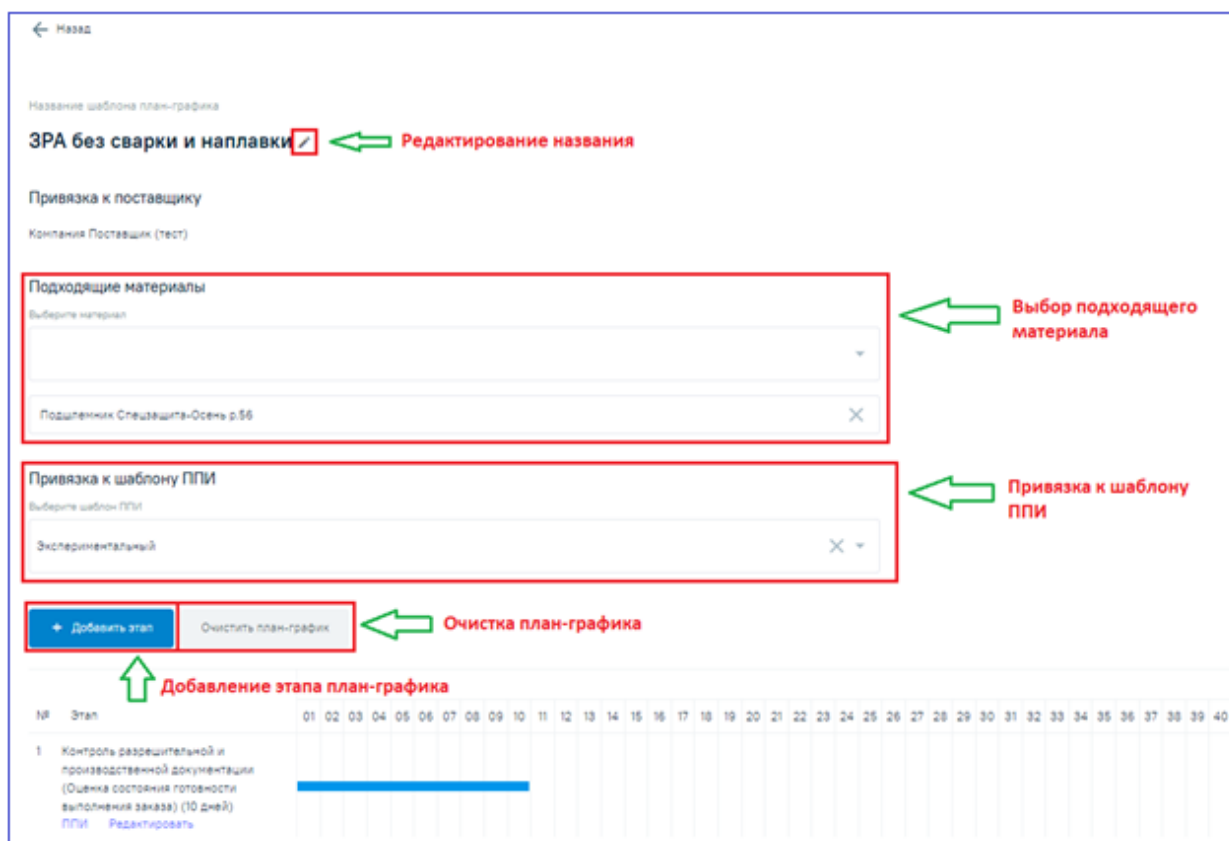 Назад
Название шаблона план-графика
ЗРА без сварки и наплавки
Редактирование названия
Привязка к поставщику
Компания Поставщик (тест)
Подходящие материалы
Выберите материал
Выбор подходящего
материала
Подшлемник Спецзащита-Осень р.56
Привязка к шаблону ППИ
Выберите шаблон ППИ
Привязка к шаблону
ППИ
Экспериментальный
+ Добавить этап
Очистить план-график
Очистка план-графика
Добавление этапа план-графика
№ Этап 01 02 03 04 05 06 07 08 09 10 11 12 13 14 15 16 17 18 19 20 21 22 23 24 25 26 27 28 29 30 31 32 33 34 35 36 37 38 39 40
1 Контроль разрешительной и
производственной документации
(Оценка состояния готовности
выполнения заказа) (10 дней)
ППИ Редактировать